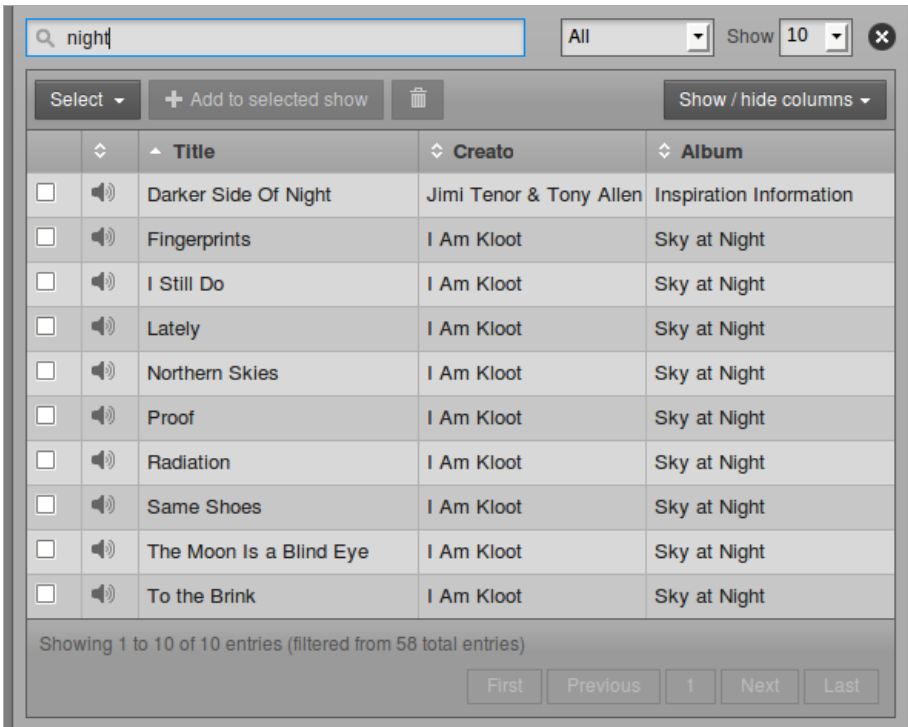 night All Show 10
Select + Add to selected show Show / hide columns
Title Creato Album
Darker Side Of Night Jimi Tenor & Tony Allen Inspiration Information
Fingerprints I Am Kloot Sky at Night
I Still Do I Am Kloot Sky at Night
Lately I Am Kloot Sky at Night
Northern Skies I Am Kloot Sky at Night
Proof I Am Kloot Sky at Night
Radiation I Am Kloot Sky at Night
Same Shoes I Am Kloot Sky at Night
The Moon Is a Blind Eye I Am Kloot Sky at Night
To the Brink I Am Kloot Sky at Night
Showing 1 to 10 of 10 entries (filtered from 58 total entries)
First Previous 1 Next Last